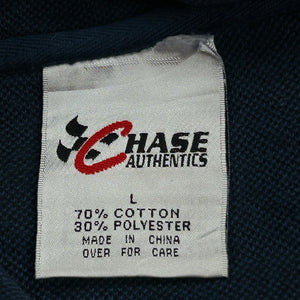 CHASE
AUTHENTICS
L
70% COTTON
30% POLYESTER
MADE IN CHINA
OVER FOR CARE